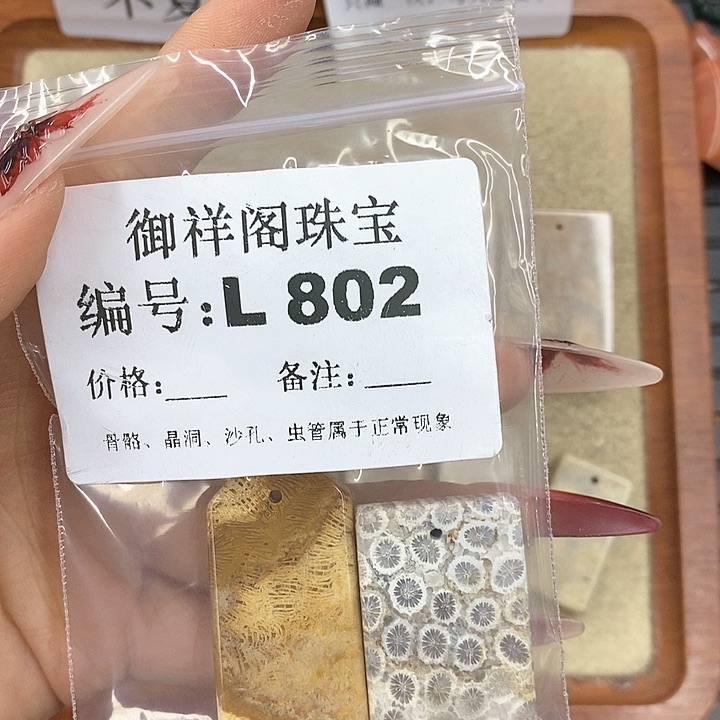 御祥阁珠宝
编号:L 802
价格:____ 备注:____
骨骼、晶洞、沙孔、虫管属于正常现象